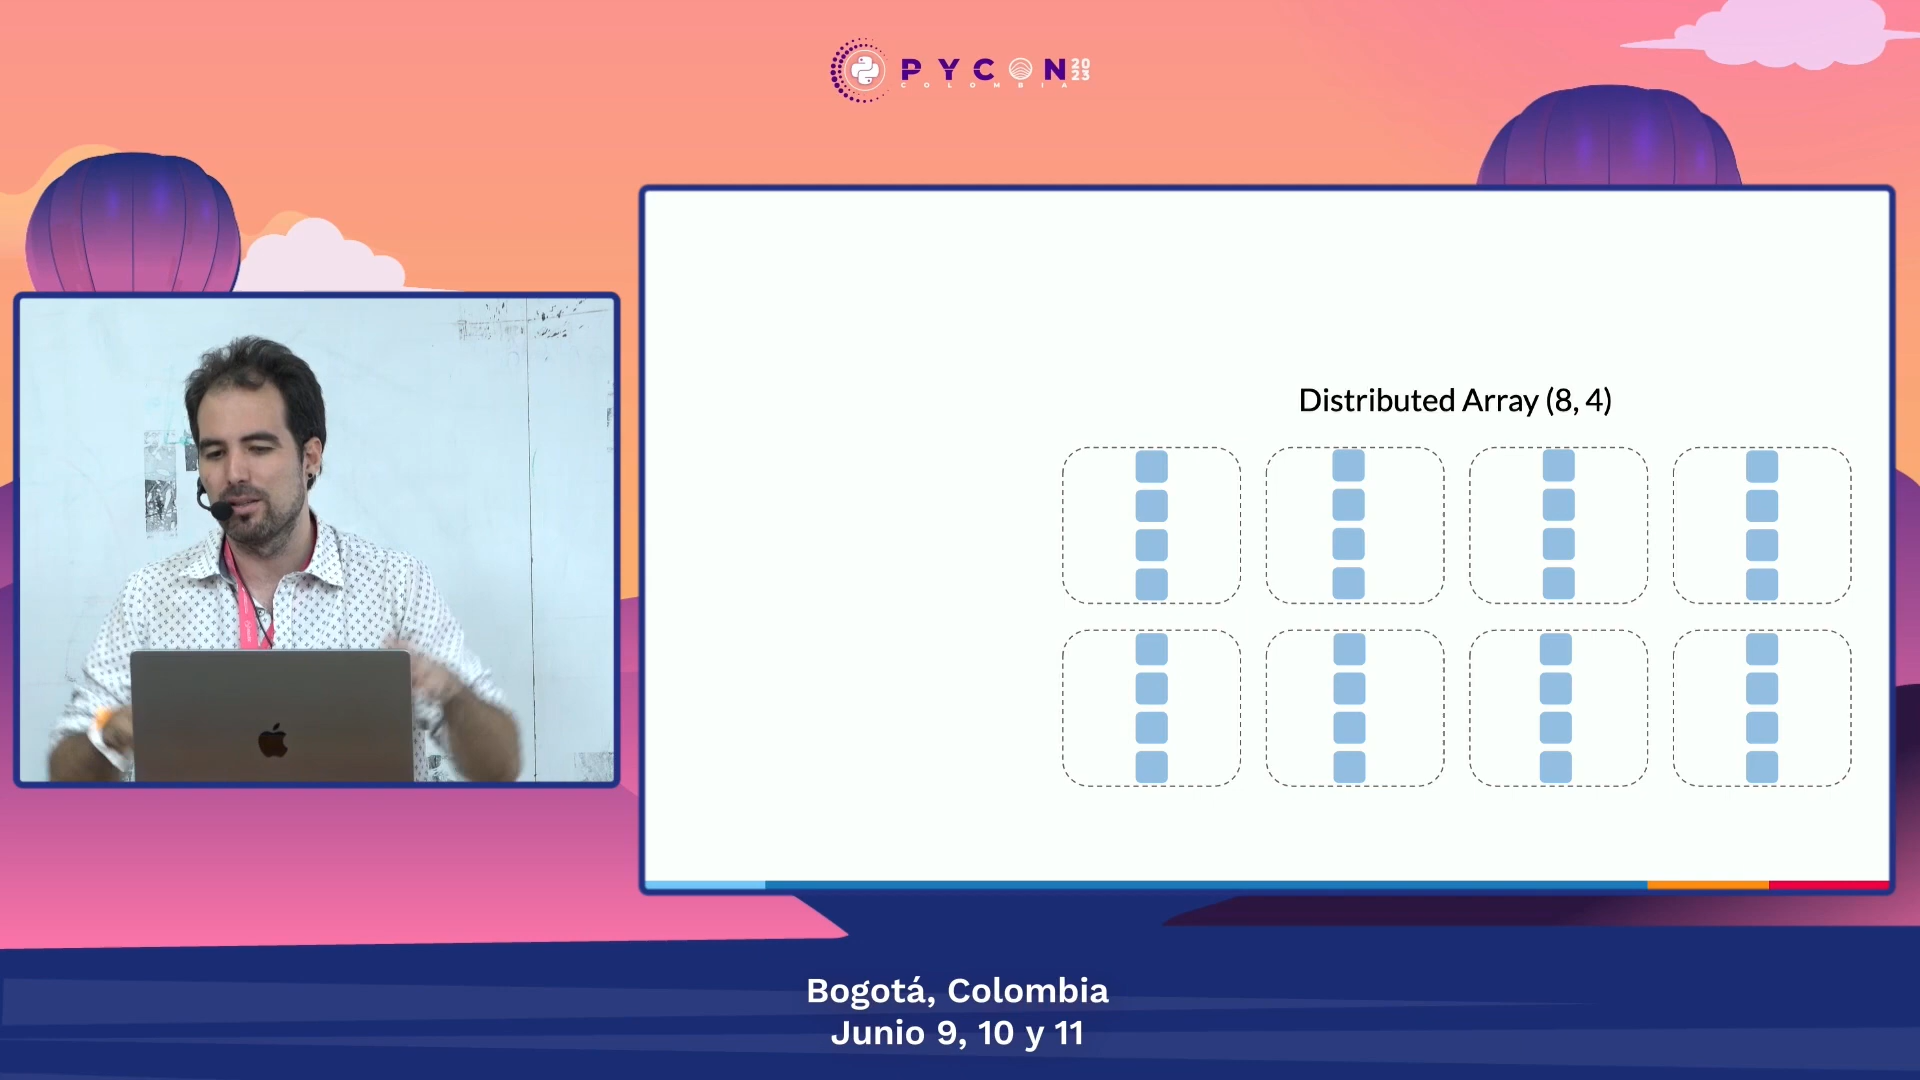 PYCON 2023
COLOMBIA
Distributed Array (8, 4)
Bogotá, Colombia
Junio 9, 10 y 11